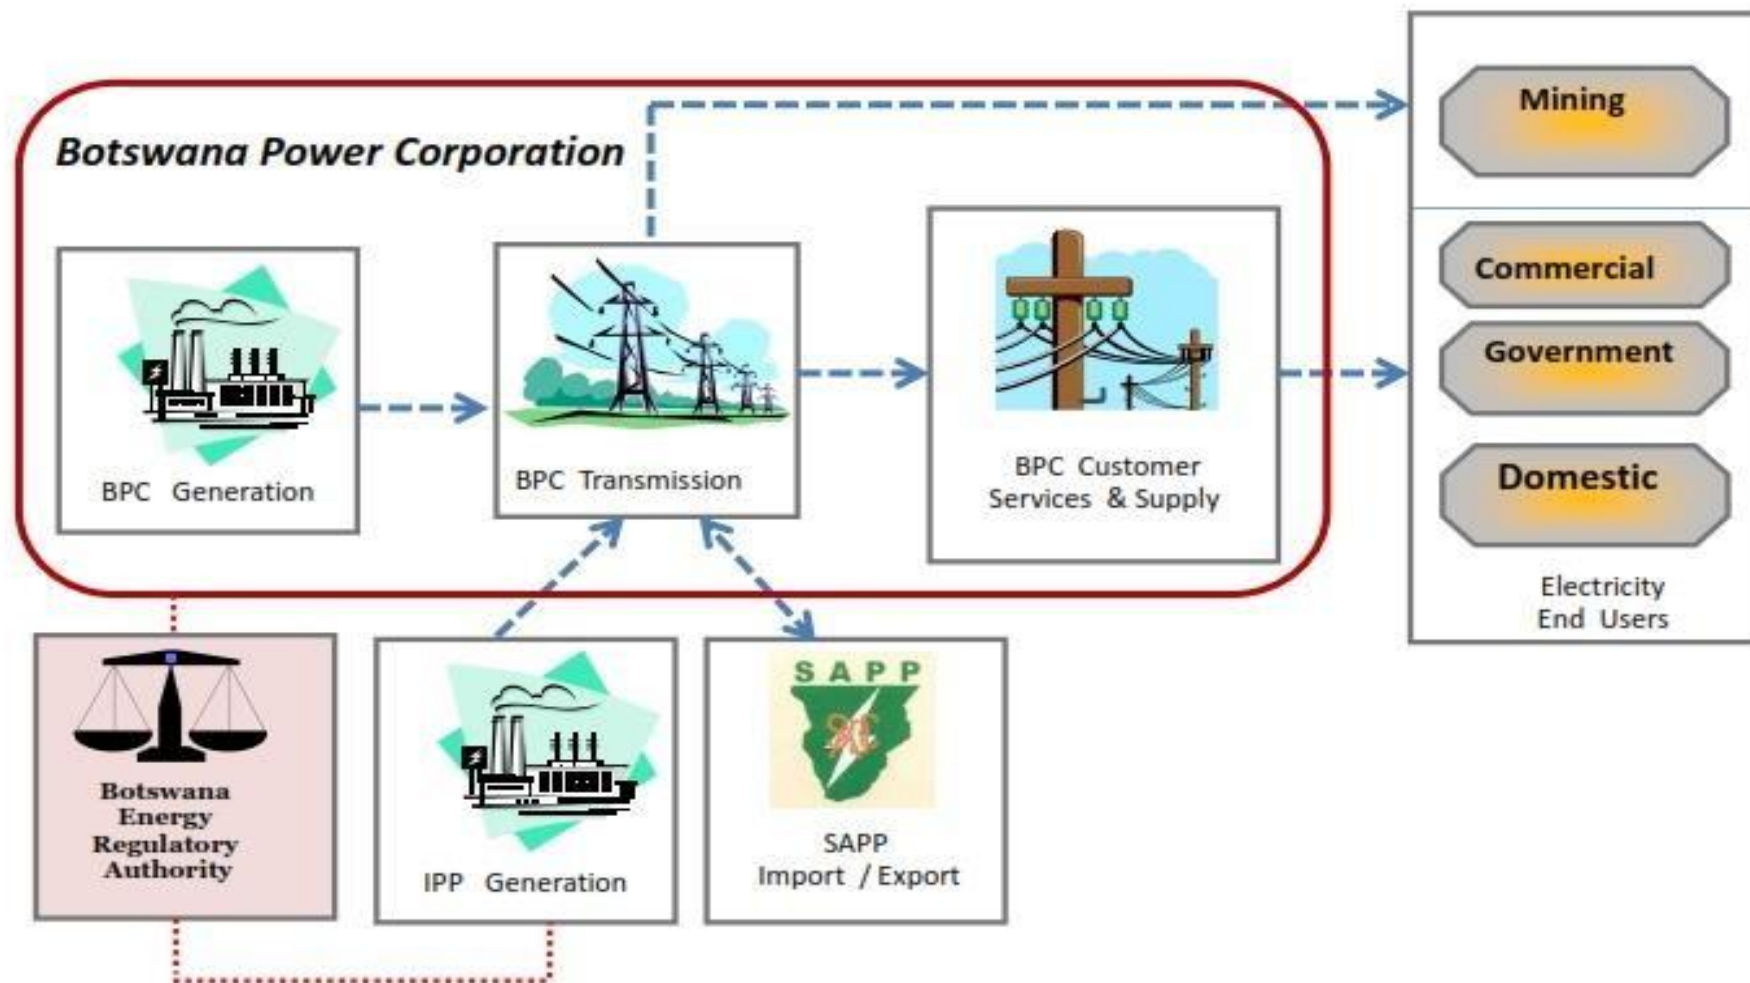 Botswana Power Corporation
BPC Generation
BPC Transmission
BPC Customer
Services & Supply
Mining
Commercial
Government
Domestic
Electricity
End Users
Botswana
Energy
Regulatory
Authority
IPP Generation
SAPP
SAPP
Import / Export